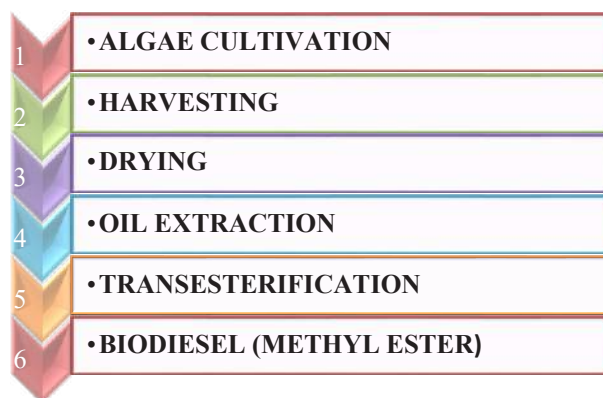 1 •ALGAE CULTIVATION
2 •HARVESTING
3 •DRYING
4 •OIL EXTRACTION
5 •TRANSESTERIFICATION
6 •BIODIESEL (METHYL ESTER)